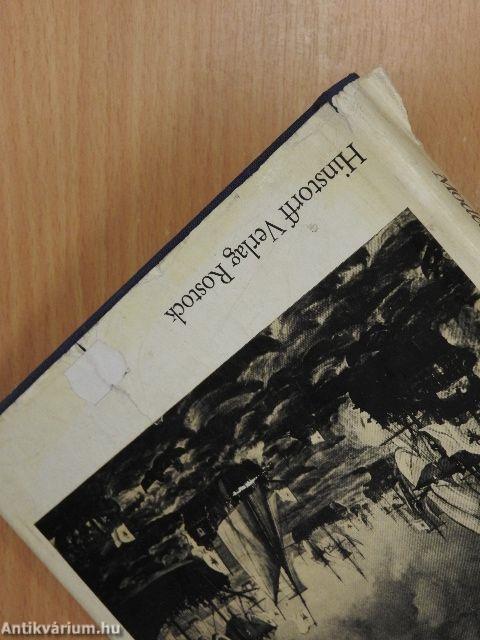 Hinstorff Verlag Rostock
Antikvárium.hu